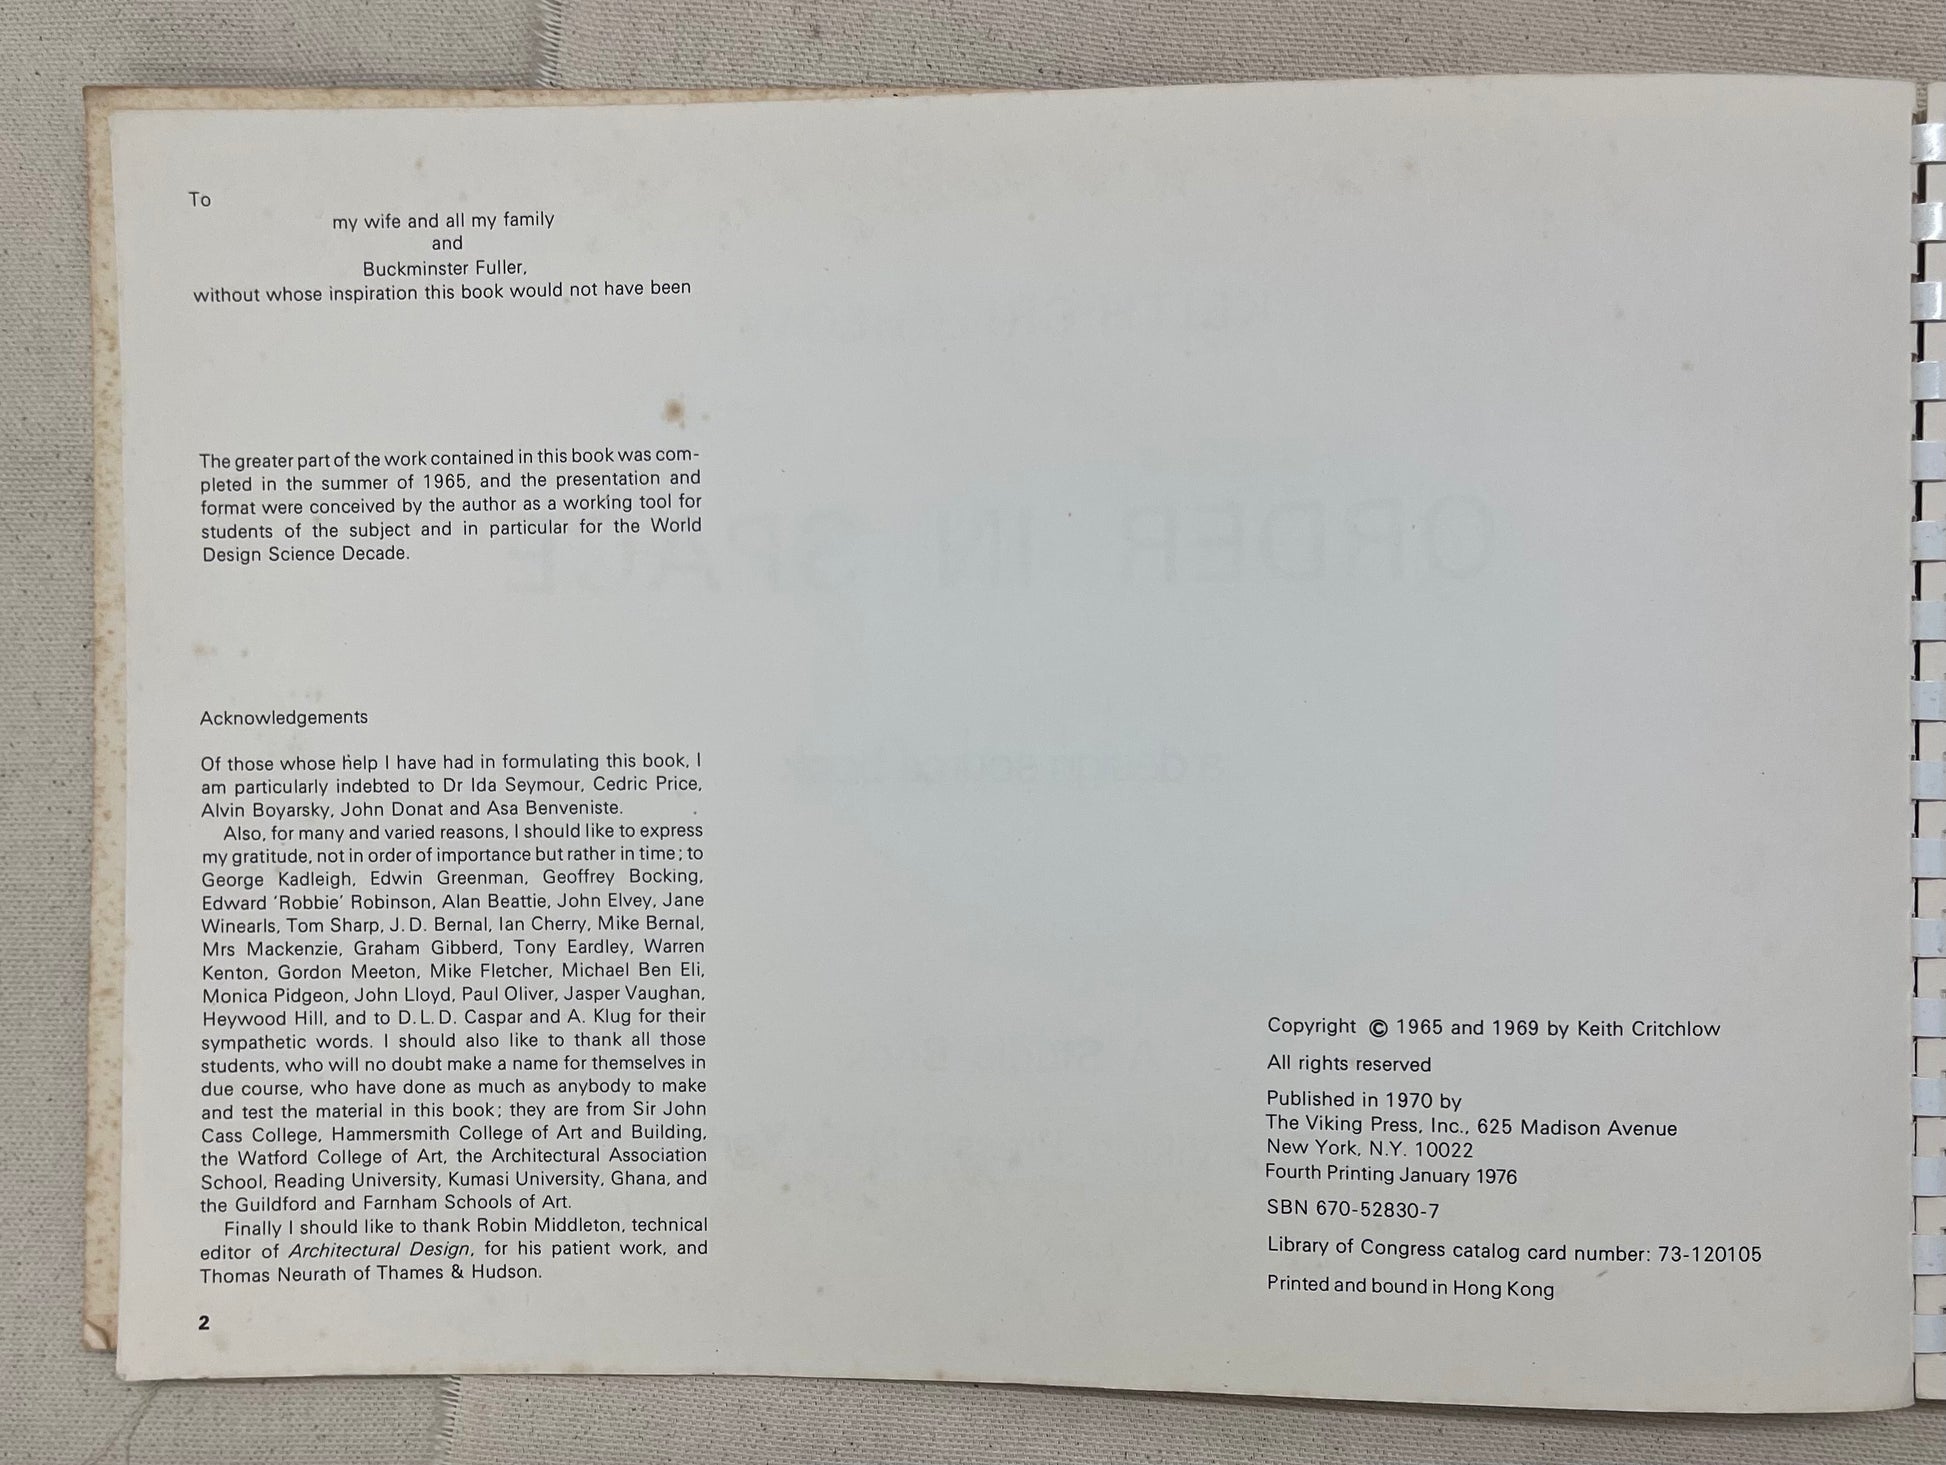 To
my wife and all my family
and
Buckminster Fuller,
without whose inspiration this book would not have been
The greater part of the work contained in this book was com-
pleted in the summer of 1965, and the presentation and
format were conceived by the author as a working tool for
students of the subject and in particular for the World
Design Science Decade.
Acknowledgements
Of those whose help I have had in formulating this book, I
am particularly indebted to Dr Ida Seymour, Cedric Price,
Alvin Boyarsky, John Donat and Asa Benveniste.
Also, for many and varied reasons, I should like to express
my gratitude, not in order of importance but rather in time; to
George Kadleigh, Edwin Greenman, Geoffrey Bocking,
Edward 'Robbie' Robinson, Alan Beattie, John Elvey, Jane
Winearls, Tom Sharp, J. D. Bernal, Ian Cherry, Mike Bernal,
Mrs Mackenzie, Graham Gibberd, Tony Eardley, Warren
Kenton, Gordon Meeton, Mike Fletcher, Michael Ben Eli,
Monica Pidgeon, John Lloyd, Paul Oliver, Jasper Vaughan,
Heywood Hill, and to D. L. D. Caspar and A. Klug for their
sympathetic words. I should also like to thank all those
students, who will no doubt make a name for themselves in
due course, who have done as much as anybody to make
and test the material in this book; they are from Sir John
Cass College, Hammersmith College of Art and Building,
the Watford College of Art, the Architectural Association
School, Reading University, Kumasi University, Ghana, and
the Guildford and Farnham Schools of Art.
Finally I should like to thank Robin Middleton, technical
editor of Architectural Design, for his patient work, and
Thomas Neurath of Thames & Hudson.
2
Copyright © 1965 and 1969 by Keith Critchlow
All rights reserved
Published in 1970 by
The Viking Press, Inc., 625 Madison Avenue
New York, N.Y. 10022
Fourth Printing January 1976
SBN 670-52830-7
Library of Congress catalog card number: 73-120105
Printed and bound in Hong Kong
ORDER IN SPACE